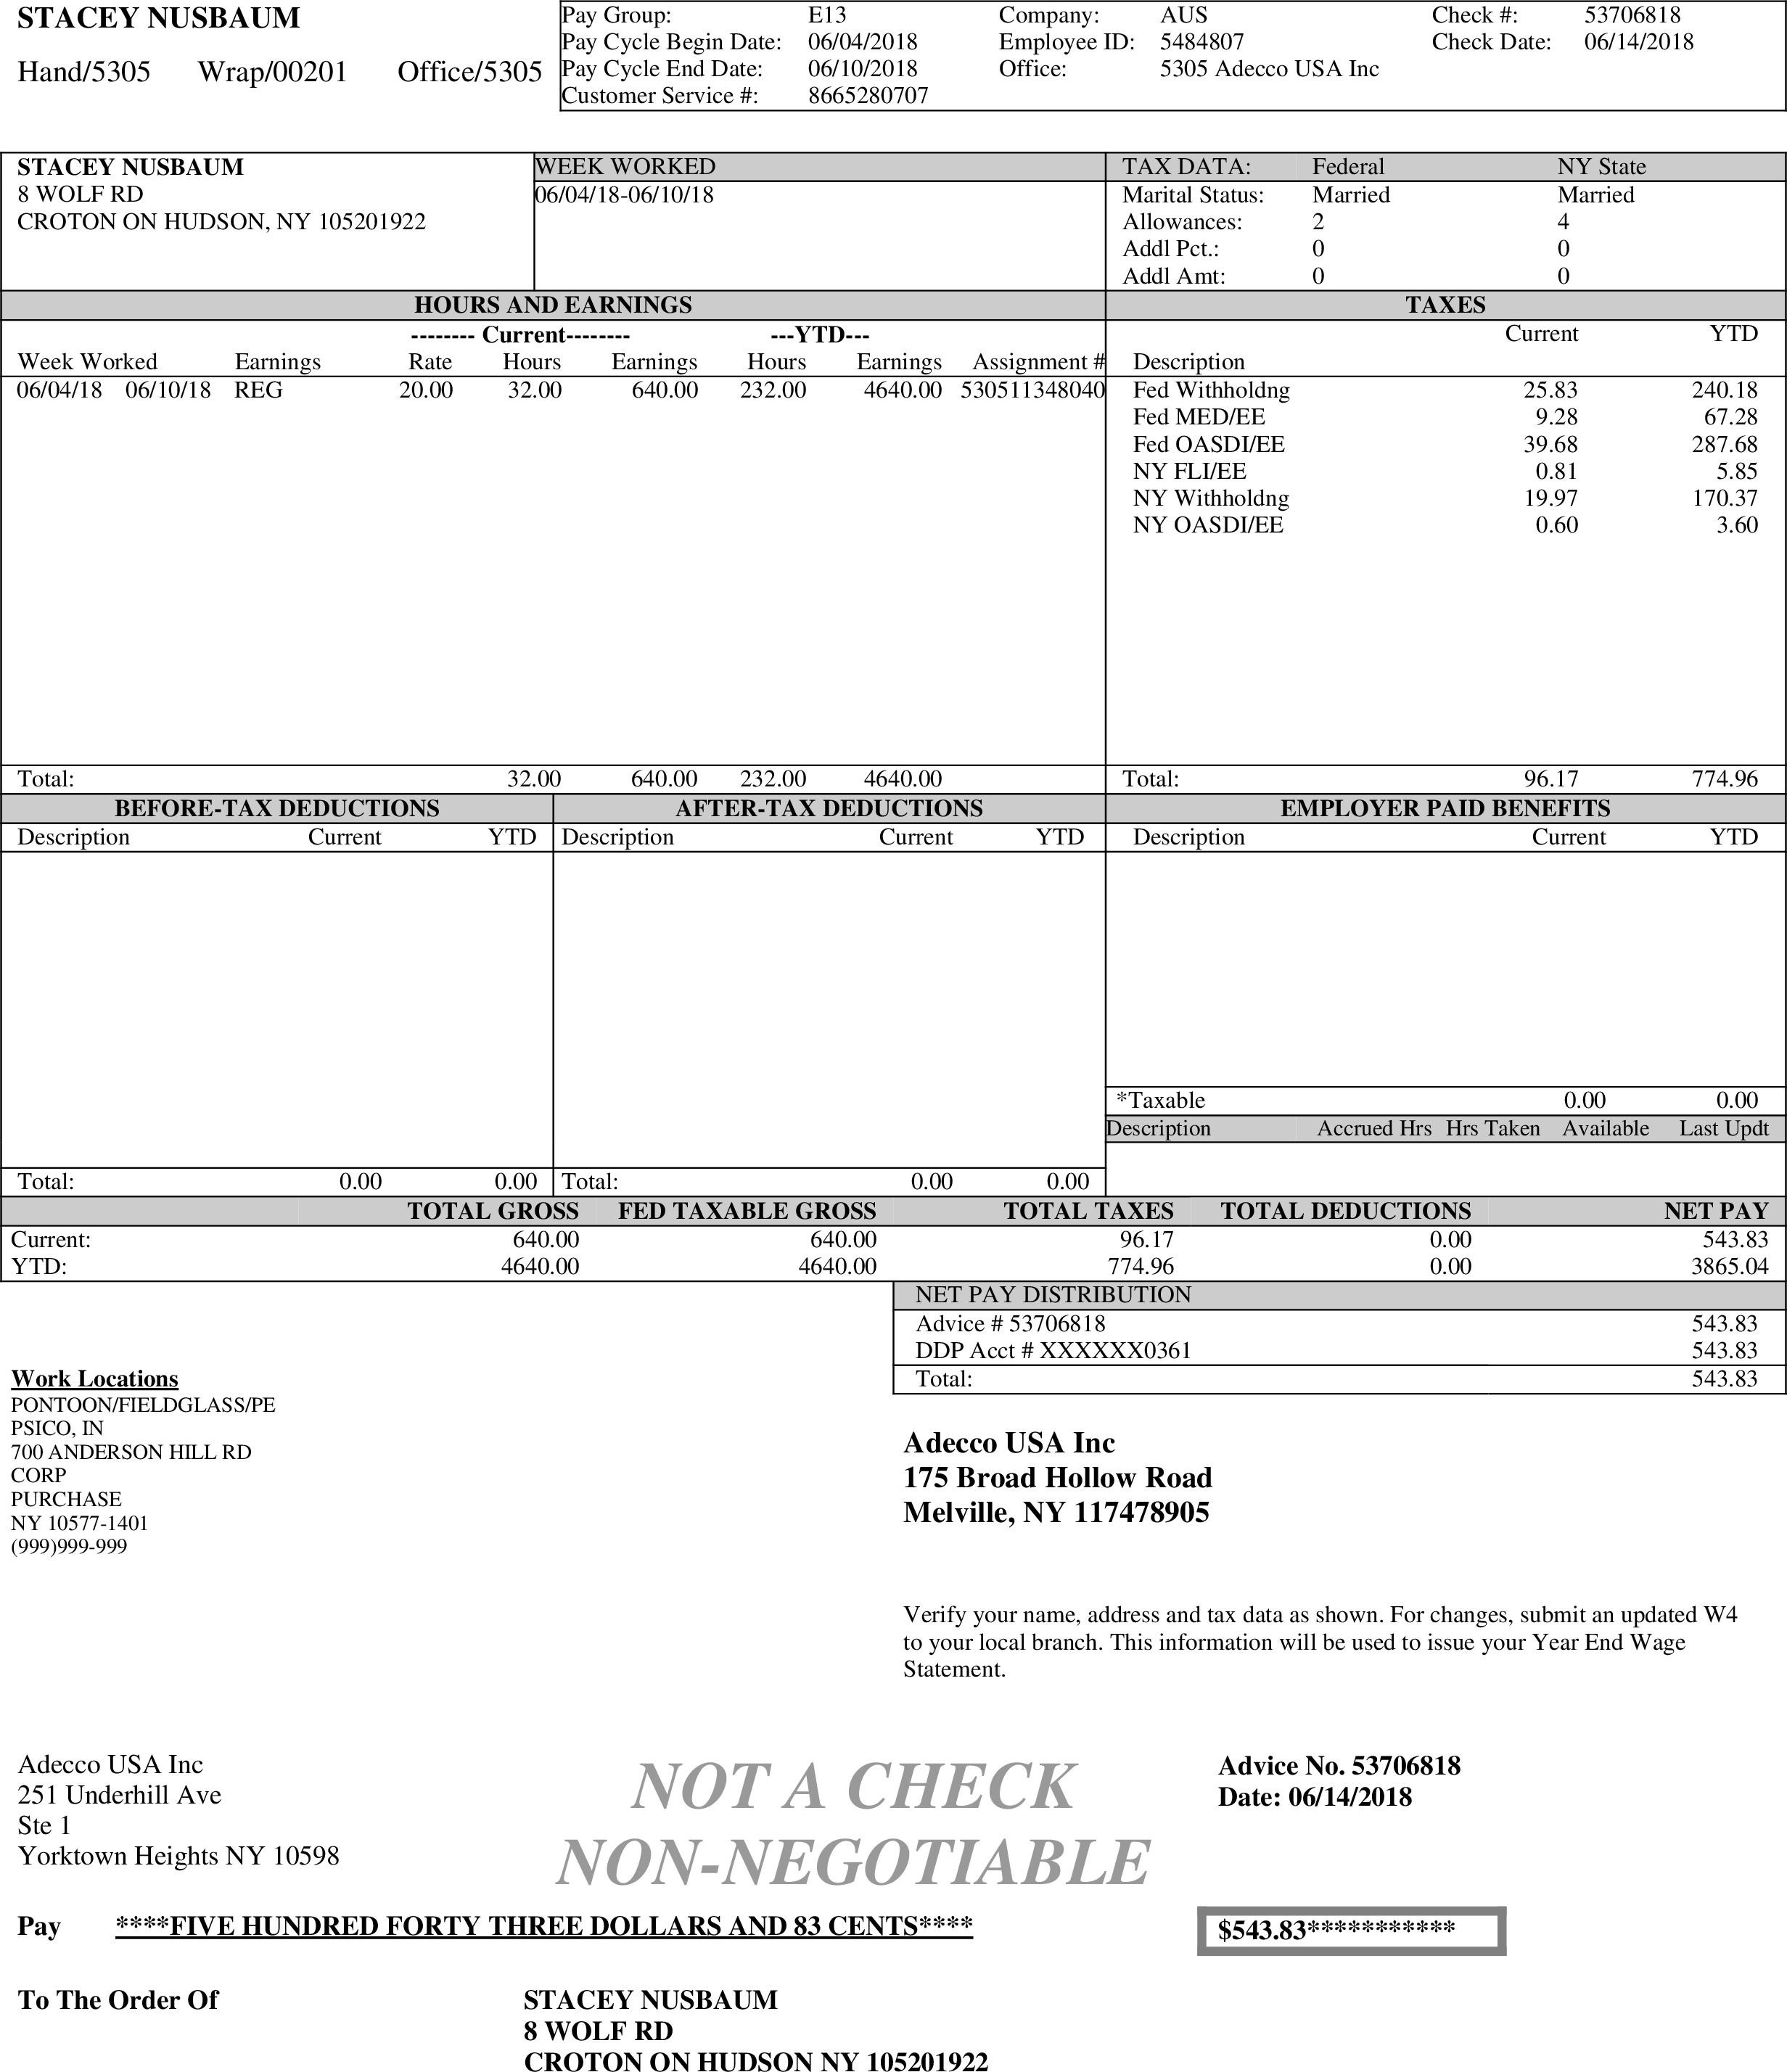 STACEY NUSBAUM
Hand/5305 Wrap/00201 Office/5305
Pay Group: E13 Company: AUS Check #: 53706818
Pay Cycle Begin Date: 06/04/2018 Employee ID: 5484807 Check Date: 06/14/2018
Pay Cycle End Date: 06/10/2018 Office: 5305 Adecco USA Inc
Customer Service #: 8665280707
STACEY NUSBAUM
8 WOLF RD
CROTON ON HUDSON, NY 105201922
WEEK WORKED
06/04/18-06/10/18
TAX DATA: Federal NY State
Marital Status: Married Married
Allowances: 2 4
Addl Pct.: 0 0
Addl Amt: 0 0
HOURS AND EARNINGS
-------- Current-------- ---YTD---
Week Worked Earnings Rate Hours Earnings Hours Earnings Assignment #
06/04/18 06/10/18 REG 20.00 32.00 640.00 232.00 4640.00 530511348040
Total: 32.00 640.00 232.00 4640.00
TAXES
Current YTD
Description
Fed Withholdng 25.83 240.18
Fed MED/EE 9.28 67.28
Fed OASDI/EE 39.68 287.68
NY FLI/EE 0.81 5.85
NY Withholdng 19.97 170.37
NY OASDI/EE 0.60 3.60
Total: 96.17 774.96
BEFORE-TAX DEDUCTIONS
Description Current YTD
Total: 0.00 0.00
AFTER-TAX DEDUCTIONS
Description Current YTD
Total: 0.00 0.00
EMPLOYER PAID BENEFITS
Description Current YTD
*Taxable 0.00 0.00
Description Accrued Hrs Hrs Taken Available Last Updt
TOTAL GROSS FED TAXABLE GROSS TOTAL TAXES TOTAL DEDUCTIONS NET PAY
Current: 640.00 640.00 96.17 0.00 543.83
YTD: 4640.00 4640.00 774.96 0.00 3865.04
NET PAY DISTRIBUTION
Advice # 53706818 543.83
DDP Acct # XXXXXX0361 543.83
Total: 543.83
Work Locations
PONTOON/FIELDGLASS/PE
PSICO, IN
700 ANDERSON HILL RD
CORP
PURCHASE
NY 10577-1401
(999)999-999
Adecco USA Inc
175 Broad Hollow Road
Melville, NY 117478905
Verify your name, address and tax data as shown. For changes, submit an updated W4
to your local branch. This information will be used to issue your Year End Wage
Statement.
Adecco USA Inc
251 Underhill Ave
Ste 1
Yorktown Heights NY 10598
NOT A CHECK
NON-NEGOTIABLE
Advice No. 53706818
Date: 06/14/2018
Pay ****FIVE HUNDRED FORTY THREE DOLLARS AND 83 CENTS**** $543.83***********
To The Order Of
STACEY NUSBAUM
8 WOLF RD
CROTON ON HUDSON NY 105201922